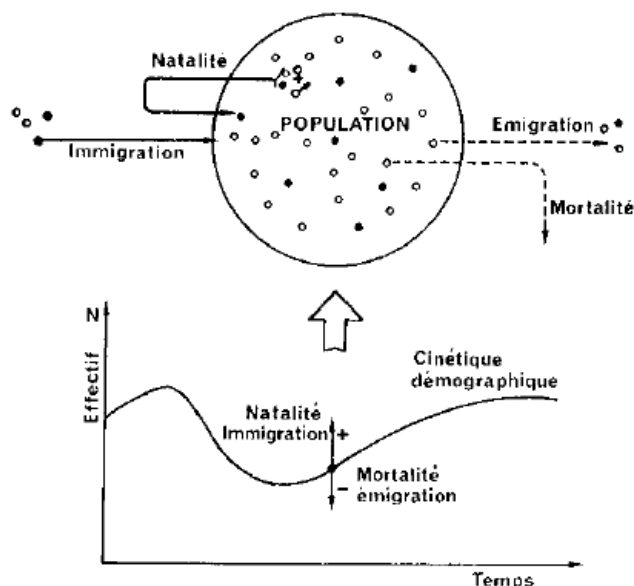 Natalité
POPULATION
Emigration
Immigration
Mortalité
N
Effectif
Cinétique
démographique
Natalité
Immigration +
Mortalité
– émigration
Temps